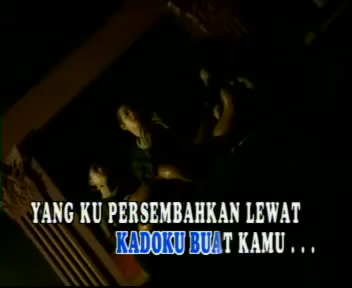 YANG KU PERSEMBAHKAN LEWAT
KADOKU BUAT KAMU . . .